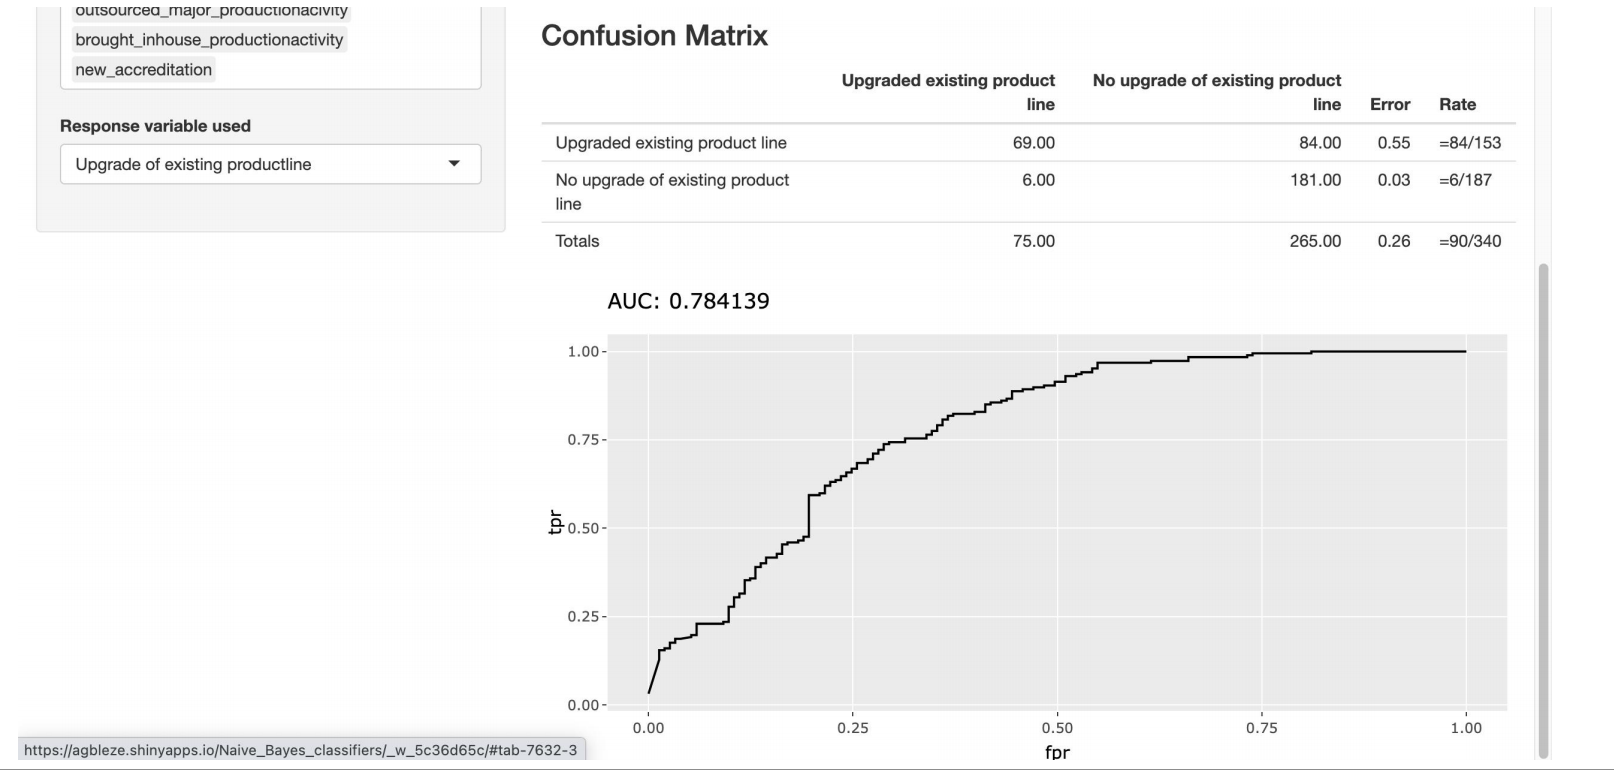 outsourced_major_productionacivity
brought_inhouse_productionactivity
new_accreditation
Response variable used
Upgrade of existing productline
Confusion Matrix
Upgraded existing product line No upgrade of existing product line Error Rate
Upgraded existing product line 69.00 84.00 0.55 =84/153
No upgrade of existing product line 6.00 181.00 0.03 =6/187
Totals 75.00 265.00 0.26 =90/340
AUC: 0.784139
1.00
0.75
0.50
0.25
0.00
tpr
0.00 0.25 0.50 0.75 1.00
fpr
https://agbleze.shinyapps.io/Naive_Bayes_classifiers/_w_5c36d65c/#tab-7632-3